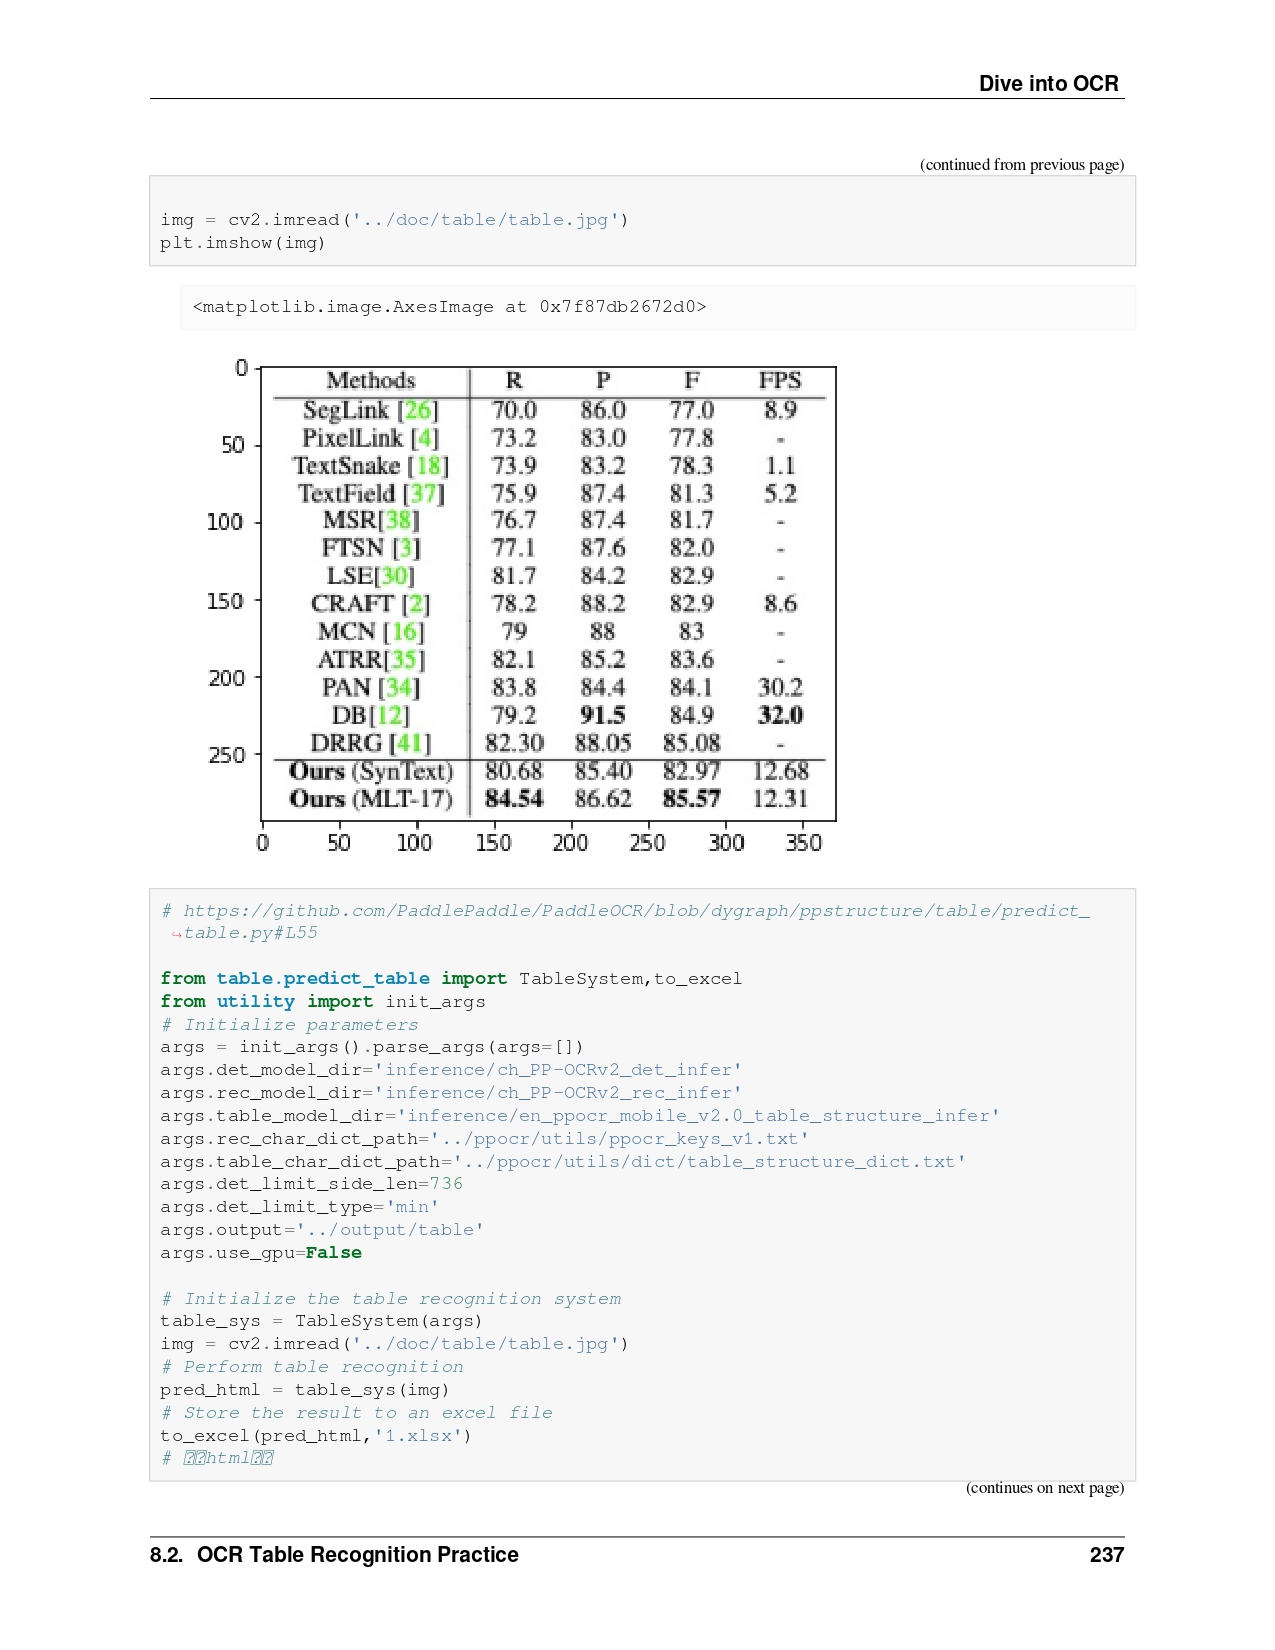 Dive into OCR
(continued from previous page)
img = cv2.imread('../doc/table/table.jpg')
plt.imshow(img)
<matplotlib.image.AxesImage at 0x7f87db2672d0>
0
50
100
150
200
250
Methods R P F FPS
SegLink [26] 70.0 86.0 77.0 8.9
PixelLink [4] 73.2 83.0 77.8 -
TextSnake [18] 73.9 83.2 78.3 1.1
TextField [37] 75.9 87.4 81.3 5.2
MSR[38] 76.7 87.4 81.7 -
FTSN [3] 77.1 87.6 82.0 -
LSE[30] 81.7 84.2 82.9 -
CRAFT [2] 78.2 88.2 82.9 8.6
MCN [16] 79 88 83 -
ATRR[35] 82.1 85.2 83.6 -
PAN [34] 83.8 84.4 84.1 30.2
DB[12] 79.2 91.5 84.9 32.0
DRRG [41] 82.30 88.05 85.08 -
Ours (SynText) 80.68 85.40 82.97 12.68
Ours (MLT-17) 84.54 86.62 85.57 12.31
0 50 100 150 200 250 300 350
# https://github.com/PaddlePaddle/PaddleOCR/blob/dygraph/ppstructure/table/predict_
↪table.py#L55
from table.predict_table import TableSystem,to_excel
from utility import init_args
# Initialize parameters
args = init_args().parse_args(args=[])
args.det_model_dir='inference/ch_PP-OCRv2_det_infer'
args.rec_model_dir='inference/ch_PP-OCRv2_rec_infer'
args.table_model_dir='inference/en_ppocr_mobile_v2.0_table_structure_infer'
args.rec_char_dict_path='../ppocr/utils/ppocr_keys_v1.txt'
args.table_char_dict_path='../ppocr/utils/dict/table_structure_dict.txt'
args.det_limit_side_len=736
args.det_limit_type='min'
args.output='../output/table'
args.use_gpu=False
# Initialize the table recognition system
table_sys = TableSystem(args)
img = cv2.imread('../doc/table/table.jpg')
# Perform table recognition
pred_html = table_sys(img)
# Store the result to an excel file
to_excel(pred_html,'1.xlsx')
# html
(continues on next page)
8.2. OCR Table Recognition Practice 237